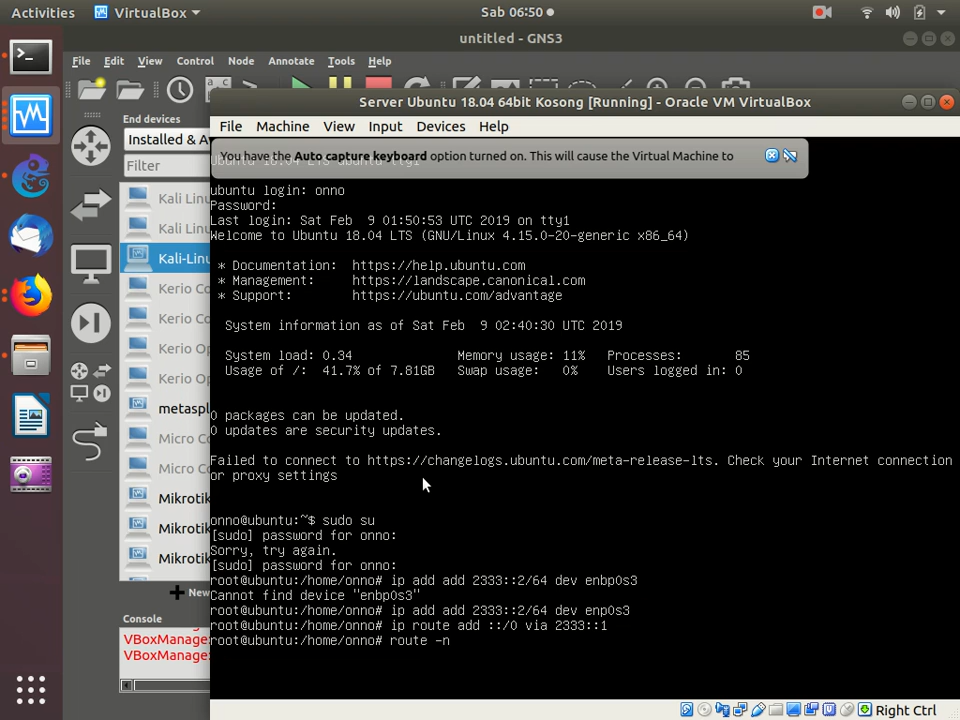 Activities
VirtualBox
Sab 06:50
untitled - GNS3
File Edit View Control Node Annotate Tools Help
End devices
Installed & A
Filter
Kali Linu
Kali Linu
Kali-Linu
Kerio Co
Kerio Co
Kerio Op
Kerio Op
metaspl
Micro Co
Micro Co
Mikrotik
Mikrotik
Mikrotik
New
Console
VBoxManage
VBoxManage
Server Ubuntu 18.04 64bit Kosong [Running] - Oracle VM VirtualBox
File Machine View Input Devices Help
You have the Auto capture keyboard option turned on. This will cause the Virtual Machine to
Ubuntu 18.04 LTS ubuntu tty1
ubuntu login: onno
Password:
Last login: Sat Feb  9 01:50:53 UTC 2019 on tty1
Welcome to Ubuntu 18.04 LTS (GNU/Linux 4.15.0-20-generic x86_64)
* Documentation:  https://help.ubuntu.com
* Management:     https://landscape.canonical.com
* Support:        https://ubuntu.com/advantage
System information as of Sat Feb  9 02:40:30 UTC 2019
System load: 0.34 Memory usage: 11% Processes: 85
Usage of /: 41.7% of 7.81GB Swap usage: 0% Users logged in: 0
0 packages can be updated.
0 updates are security updates.
Failed to connect to https://changelogs.ubuntu.com/meta-release-lts. Check your Internet connection
or proxy settings
onno@ubuntu:~$ sudo su
[sudo] password for onno:
Sorry, try again.
[sudo] password for onno:
root@ubuntu:/home/onno# ip add add 2333::2/64 dev enbp0s3
Cannot find device "enbp0s3"
root@ubuntu:/home/onno# ip add add 2333::2/64 dev enp0s3
root@ubuntu:/home/onno# ip route add ::/0 via 2333::1
root@ubuntu:/home/onno# route -n
Right Ctrl